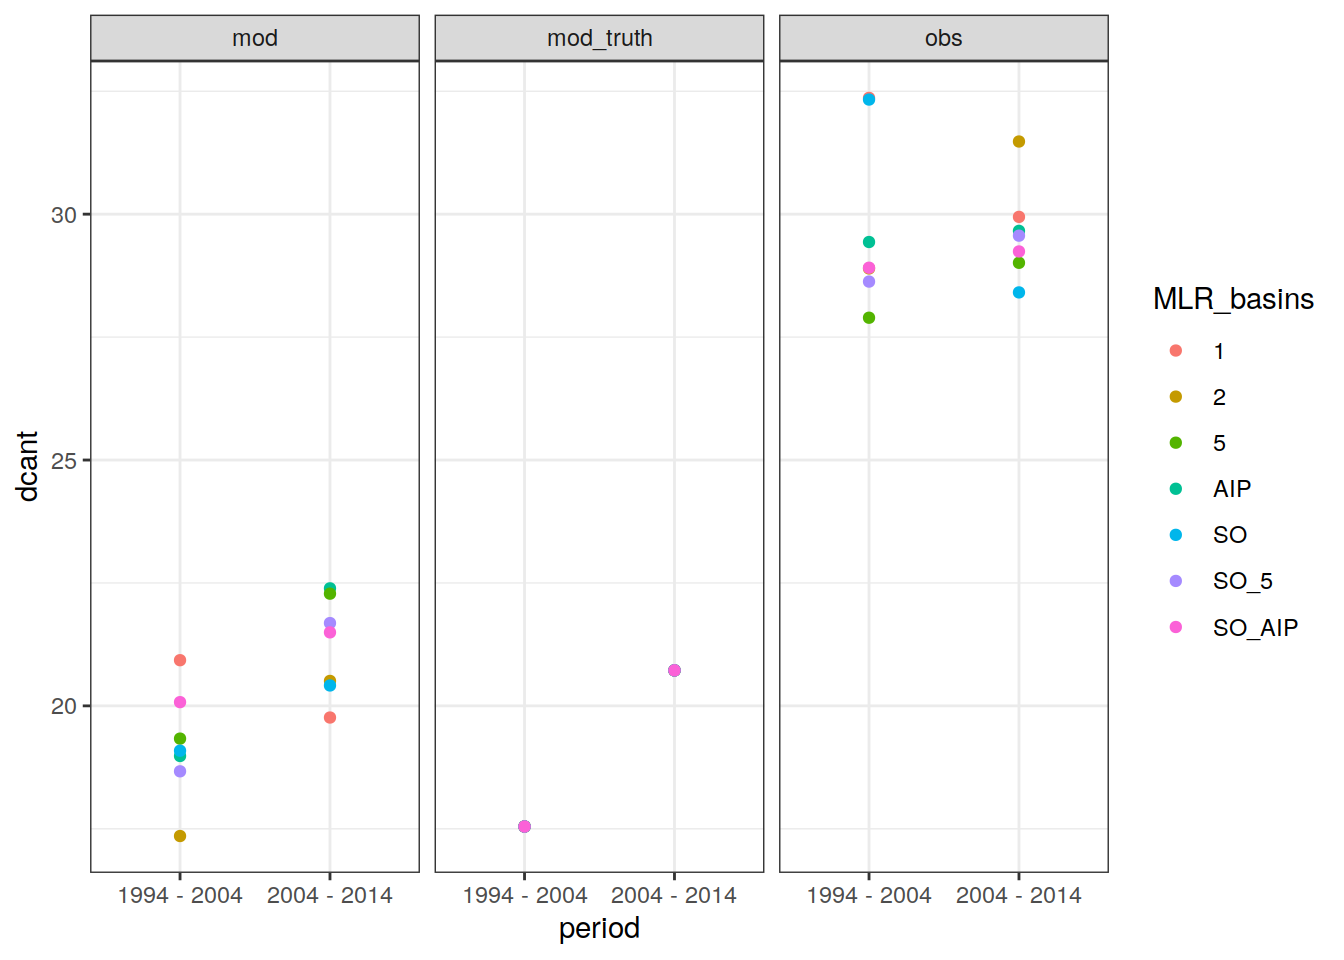 mod
mod_truth
obs
30
25
20
dcant
1994 - 2004
2004 - 2014
1994 - 2004
2004 - 2014
1994 - 2004
2004 - 2014
period
MLR_basins
1
2
5
AIP
SO
SO_5
SO_AIP